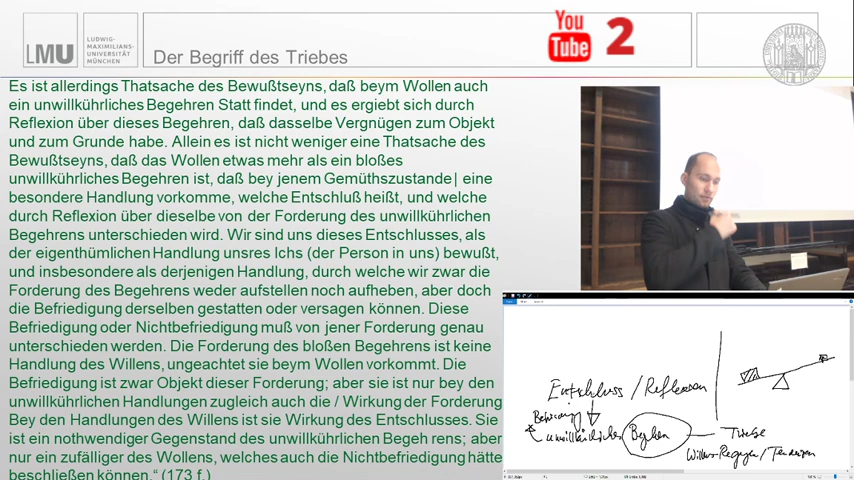 LMU
LUDWIG-
MAXIMILIANS-
UNIVERSITÄT
MÜNCHEN
Der Begriff des Triebes
You
Tube
2
Es ist allerdings Thatsache des Bewußtseyns, daß beym Wollen auch
ein unwillkührliches Begehren Statt findet, und es ergiebt sich durch
Reflexion über dieses Begehren, daß dasselbe Vergnügen zum Objekt
und zum Grunde habe. Allein es ist nicht weniger eine Thatsache des
Bewußtseyns, daß das Wollen etwas mehr als ein bloßes
unwillkührliches Begehren ist, daß bey jenem Gemüthszustande| eine
besondere Handlung vorkomme, welche Entschluß heißt, und welche
durch Reflexion über dieselbe von der Forderung des unwillkührlichen
Begehrens unterschieden wird. Wir sind uns dieses Entschlusses, als
der eigenthümlichen Handlung unsres Ichs (der Person in uns) bewußt,
und insbesondere als derjenigen Handlung, durch welche wir zwar die
Forderung des Begehrens weder aufstellen noch aufheben, aber doch
die Befriedigung derselben gestatten oder versagen können. Diese
Befriedigung oder Nichtbefriedigung muß von jener Forderung genau
unterschieden werden. Die Forderung des bloßen Begehrens ist keine
Handlung des Willens, ungeachtet sie beym Wollen vorkommt. Die
Befriedigung ist zwar Objekt dieser Forderung; aber sie ist nur bey den
unwillkührlichen Handlungen zugleich auch die / Wirkung der Forderung
Bey den Handlungen des Willens ist sie Wirkung des Entschlusses. Sie
ist ein nothwendiger Gegenstand des unwillkührlichen Begeh rens; aber
nur ein zufälliger des Wollens, welches auch die Nichtbefriedigung hätte
beschließen können.“ (173 f.)
Entschluss / Reflexion
unwillkürliches Begehren — Triebe
Willens-Regungen / Tendenzen